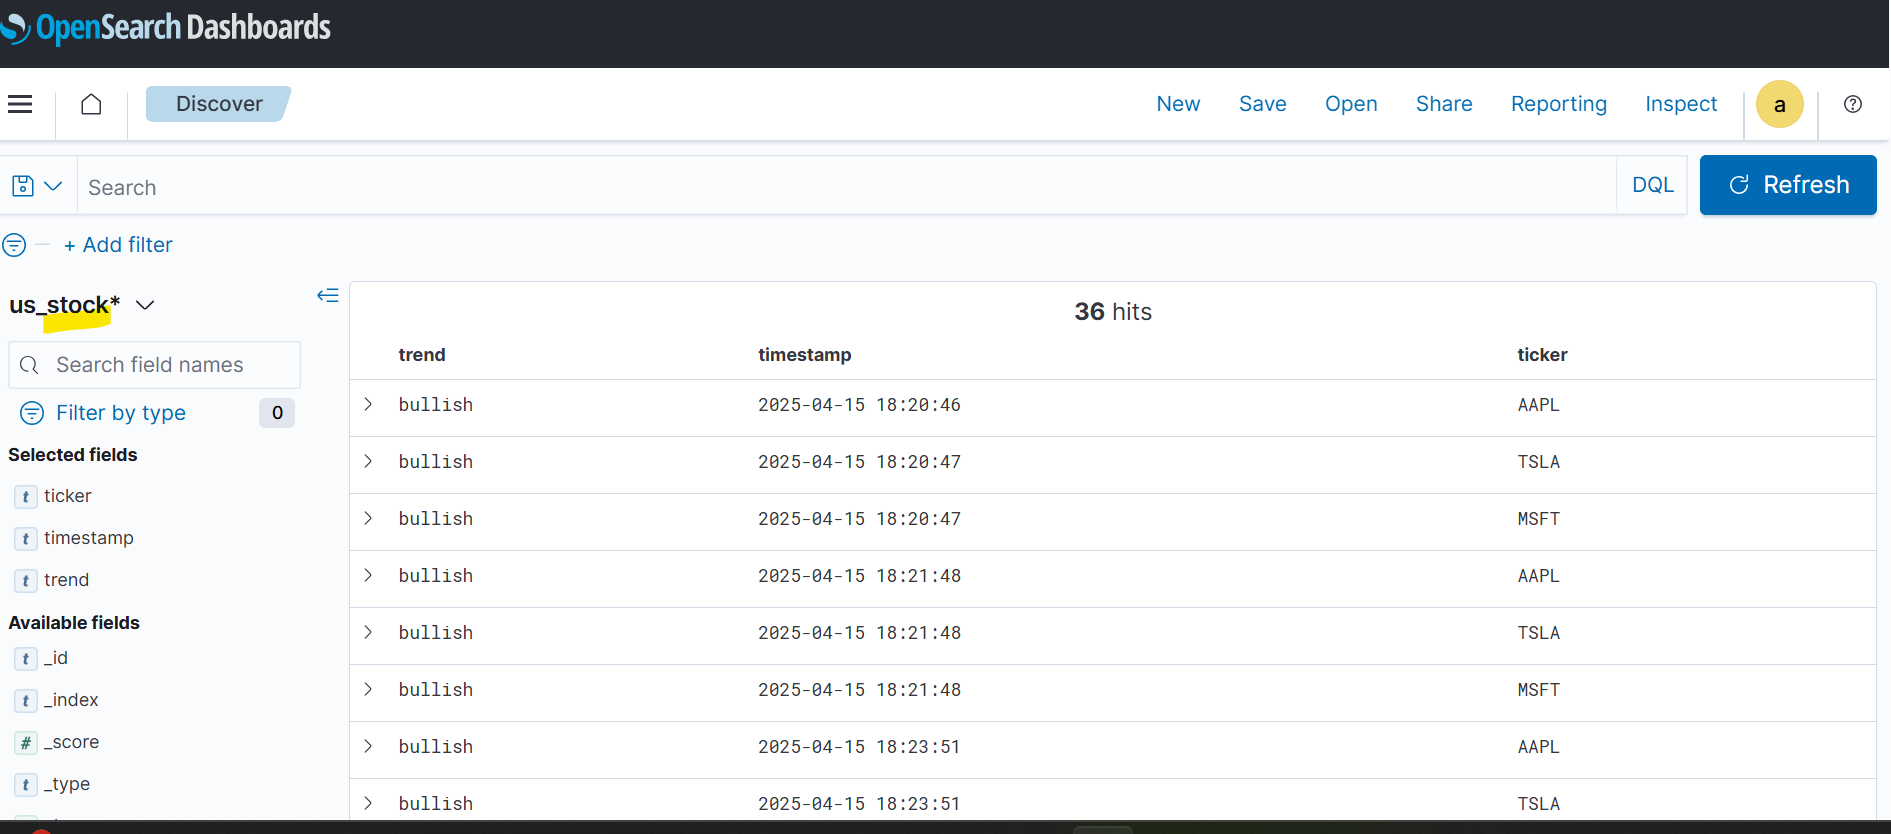 OpenSearch Dashboards
Discover
New Save Open Share Reporting Inspect a
Search DQL Refresh
+ Add filter
us_stock*
36 hits
Search field names
Filter by type 0
Selected fields
t ticker
t timestamp
t trend
Available fields
t _id
t _index
# _score
t _type
trend timestamp ticker
bullish 2025-04-15 18:20:46 AAPL
bullish 2025-04-15 18:20:47 TSLA
bullish 2025-04-15 18:20:47 MSFT
bullish 2025-04-15 18:21:48 AAPL
bullish 2025-04-15 18:21:48 TSLA
bullish 2025-04-15 18:21:48 MSFT
bullish 2025-04-15 18:23:51 AAPL
bullish 2025-04-15 18:23:51 TSLA